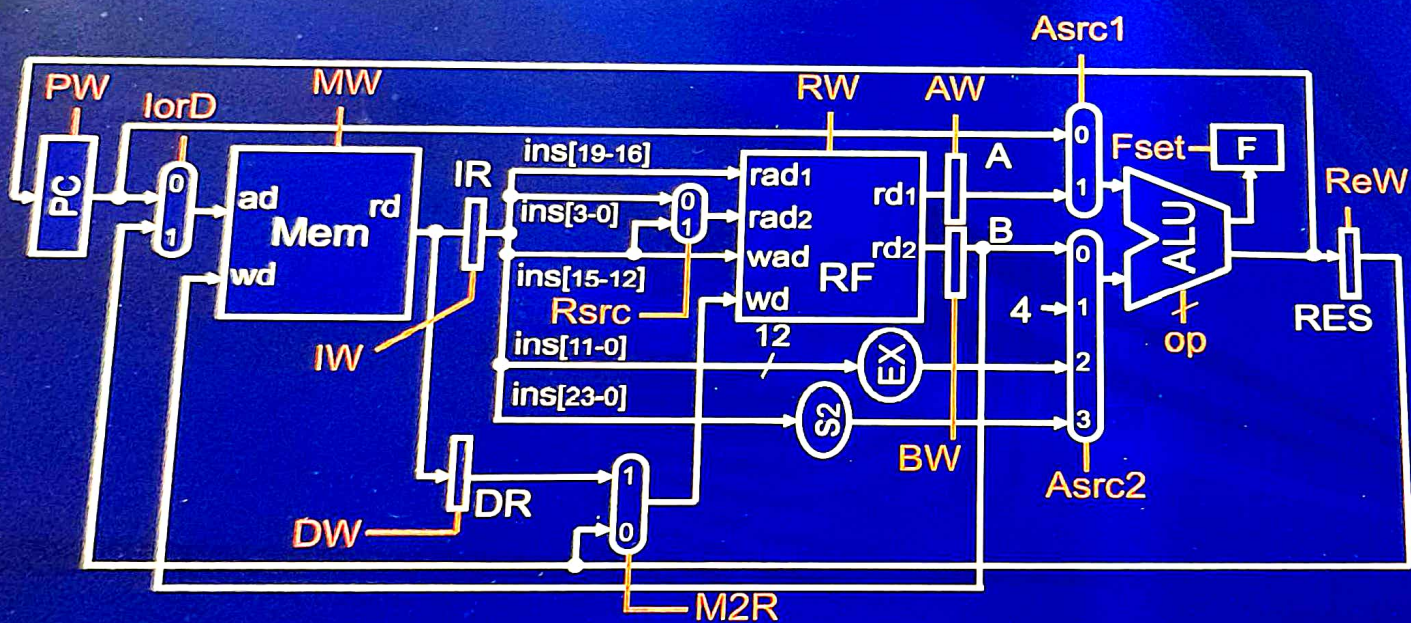 Asrc1
PW
IorD
MW
RW
AW
PC
0
1
ad
rd
Mem
wd
IR
ins[19-16]
ins[3-0]
0
1
ins[15-12]
Rsrc
rad1
rad2
wad
wd
rd1
rd2
RF
A
B
0
1
Fset
F
ReW
ALU
op
RES
IW
ins[11-0]
12
EX
ins[23-0]
S2
0
4
1
2
3
BW
Asrc2
DW
DR
1
0
M2R